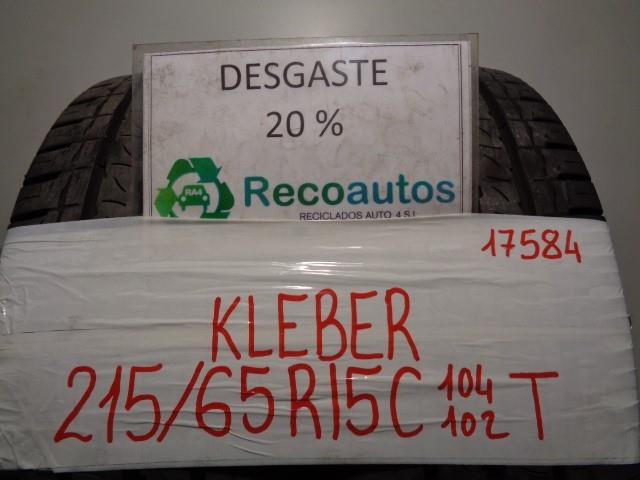 DESGASTE
20 %
RA4
Recoautos
RECICLADOS AUTO 4 S.L
17584
KLEBER
215/65R15C 104/102 T